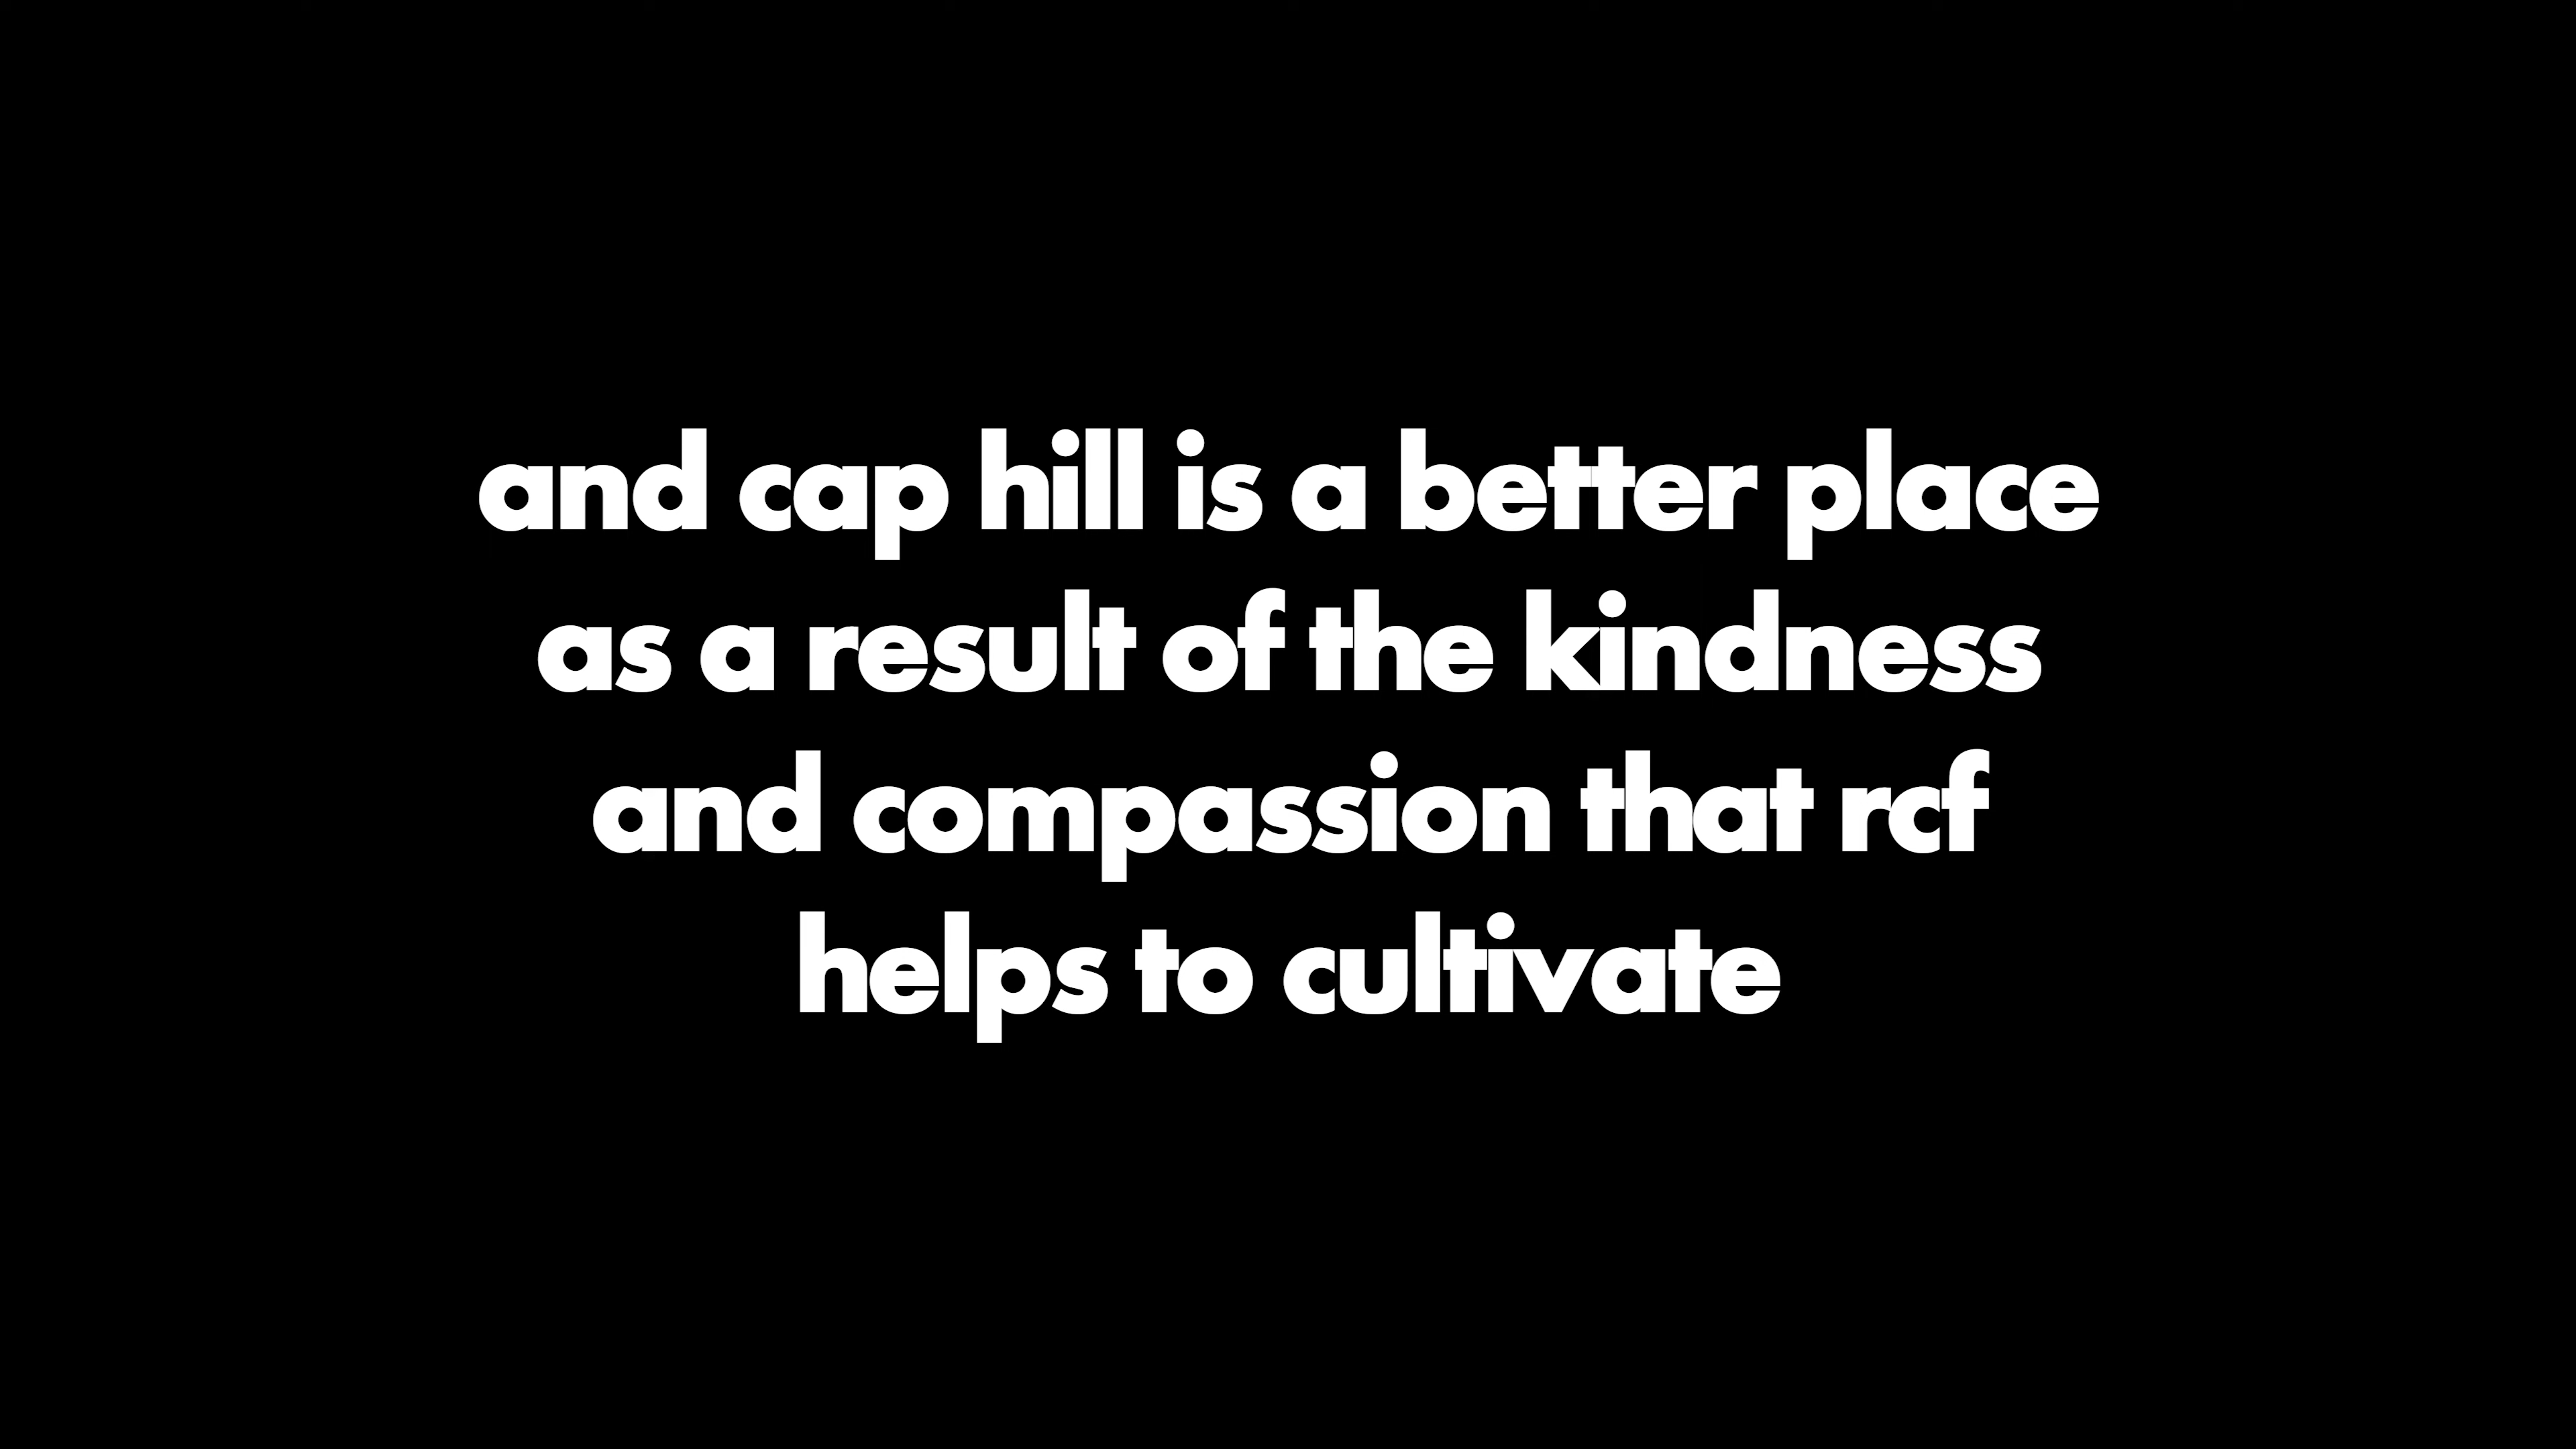 and cap hill is a better place
as a result of the kindness
and compassion that rcf
helps to cultivate